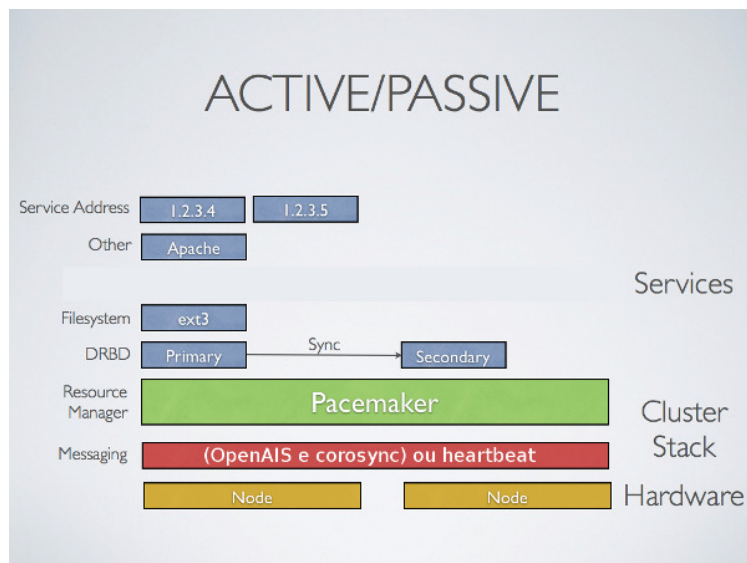 ACTIVE/PASSIVE
Service Address 1.2.3.4 1.2.3.5
Other Apache
Services
Filesystem ext3
DRBD Primary Sync Secondary
Resource
Manager
Pacemaker
Cluster
Stack
Messaging (OpenAIS e corosync) ou heartbeat
Node Node Hardware